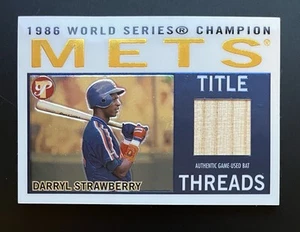 1986 WORLD SERIES® CHAMPION
METS®
TITLE
AUTHENTIC GAME-USED BAT
DARRYL STRAWBERRY
THREADS